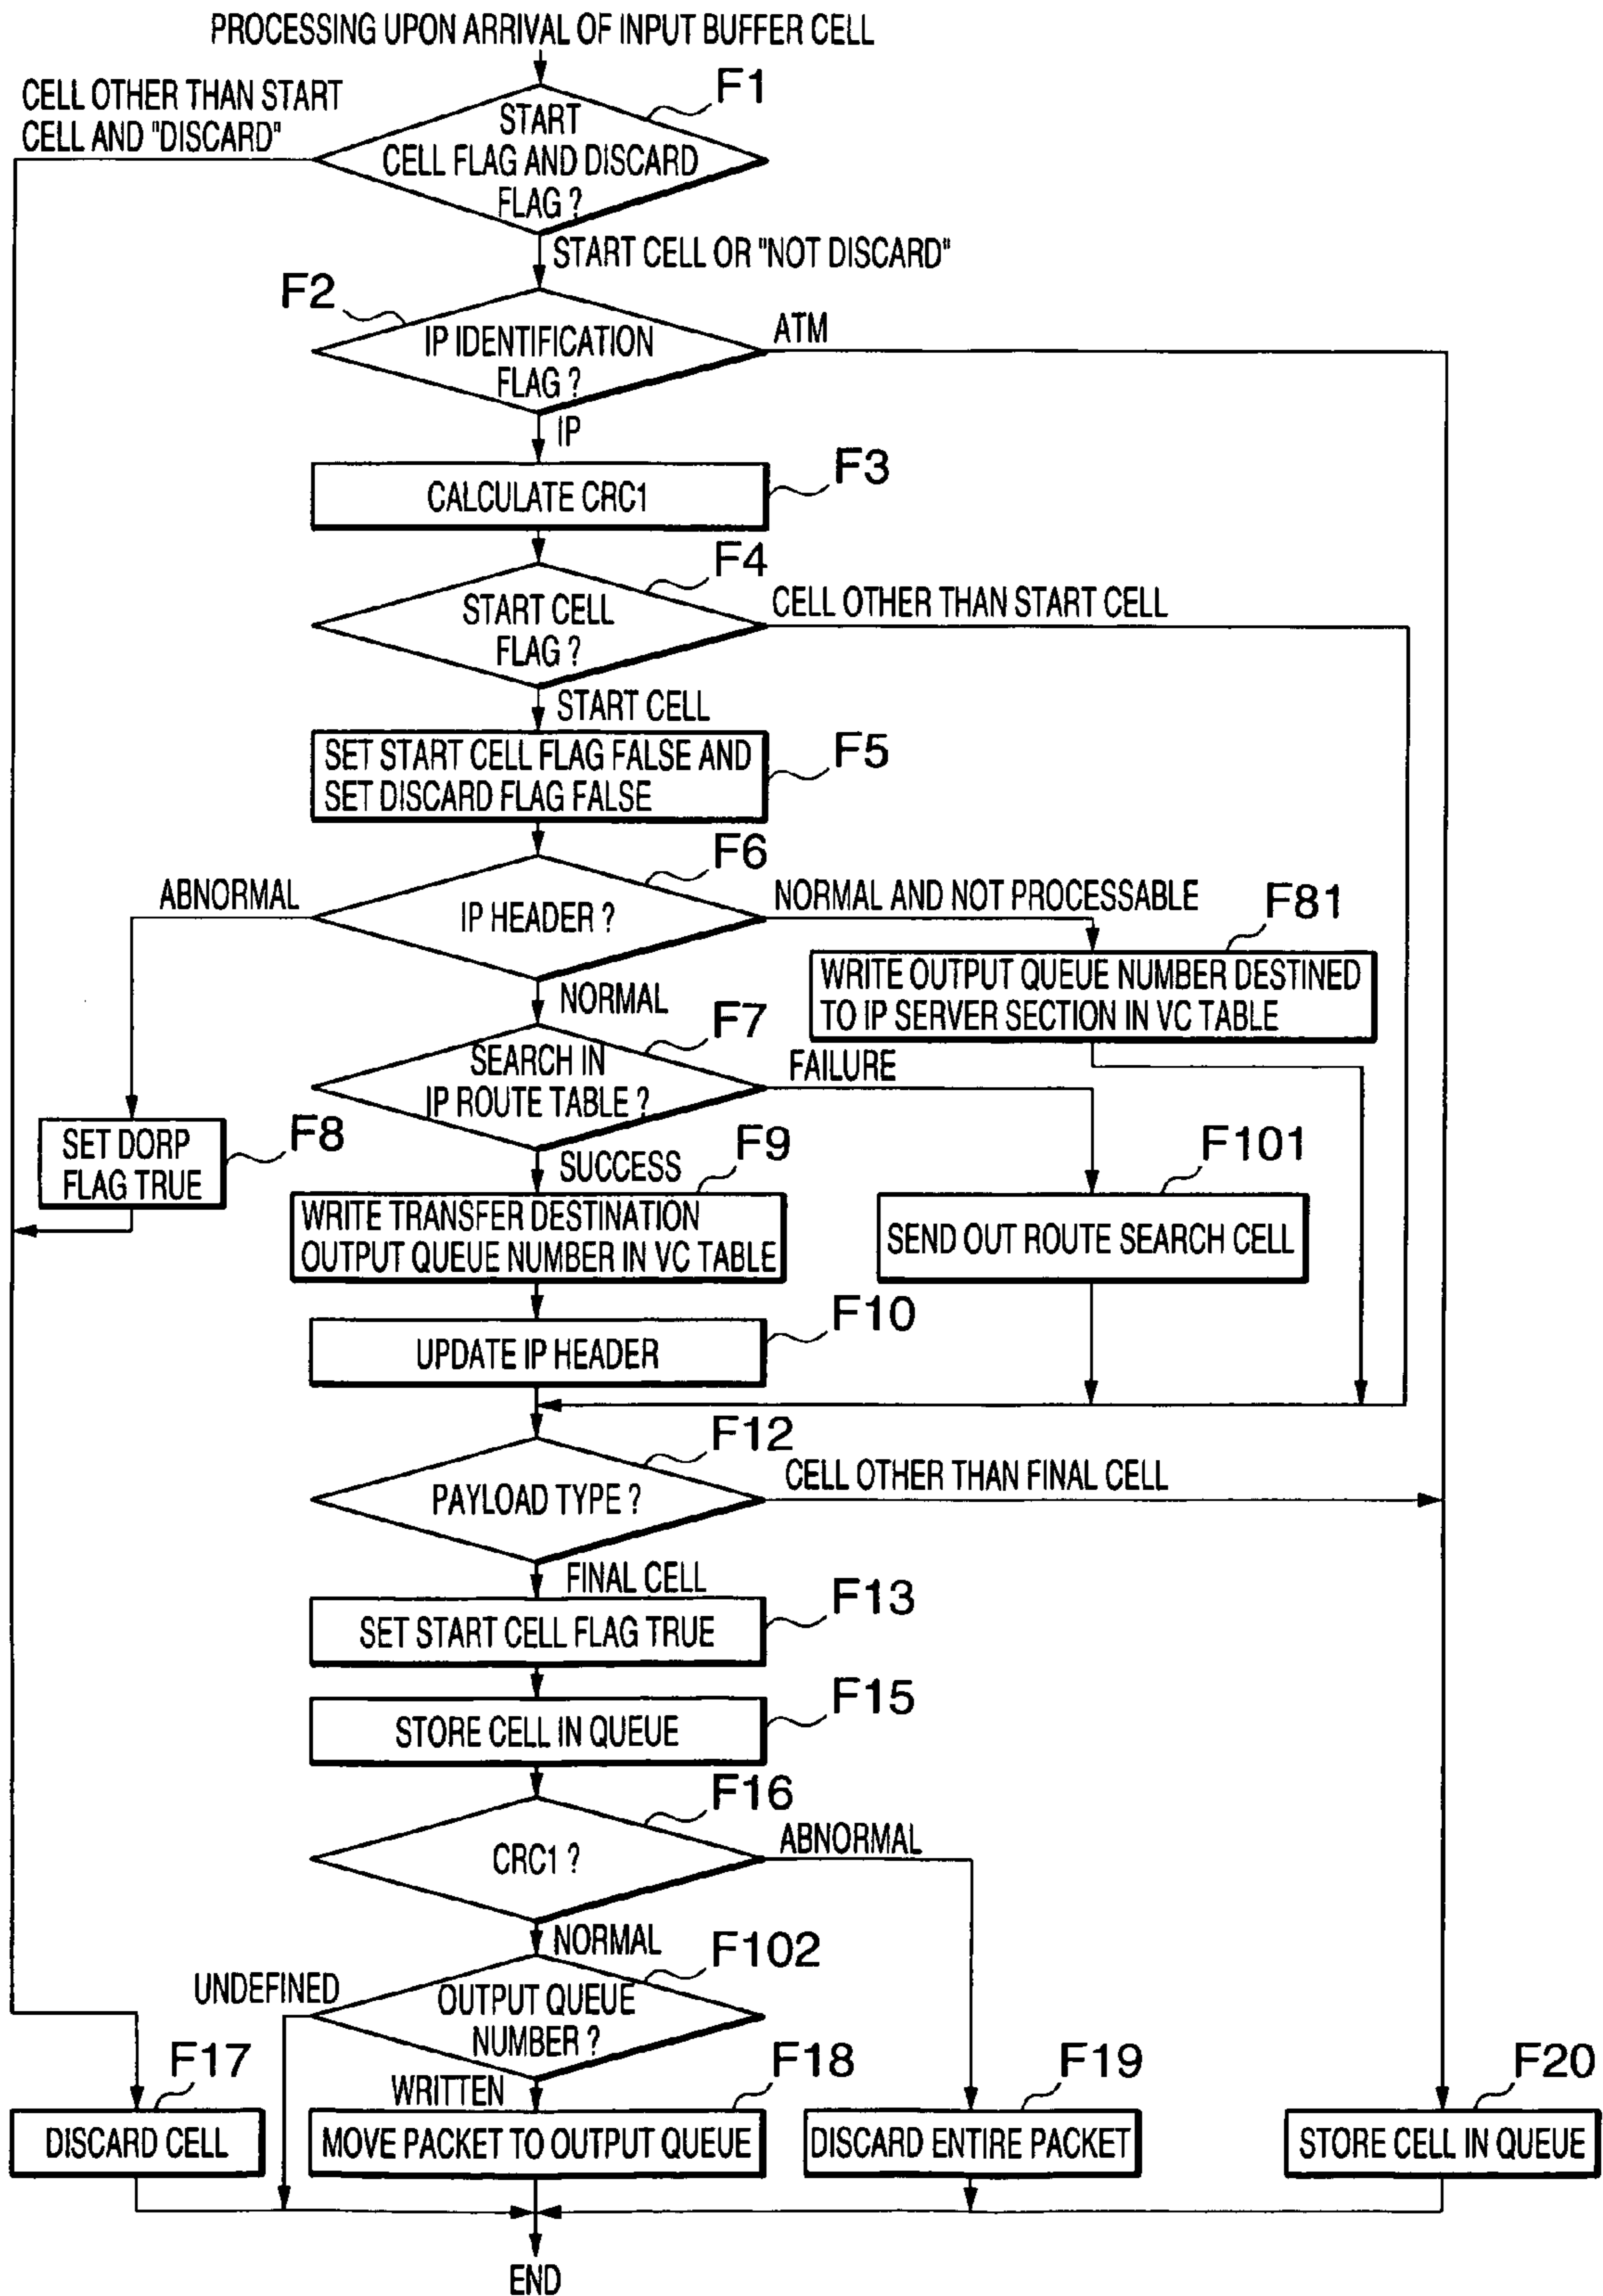 PROCESSING UPON ARRIVAL OF INPUT BUFFER CELL
CELL OTHER THAN START
CELL AND "DISCARD"
F1
START
CELL FLAG AND DISCARD
FLAG ?
START CELL OR "NOT DISCARD"
F2
IP IDENTIFICATION
FLAG ?
ATM
IP
F3
CALCULATE CRC1
F4
START CELL
FLAG ?
CELL OTHER THAN START CELL
START CELL
F5
SET START CELL FLAG FALSE AND
SET DISCARD FLAG FALSE
F6
ABNORMAL
IP HEADER ?
NORMAL AND NOT PROCESSABLE
F81
WRITE OUTPUT QUEUE NUMBER DESTINED
TO IP SERVER SECTION IN VC TABLE
NORMAL
F7
SEARCH IN
IP ROUTE TABLE ?
FAILURE
F8
SET DORP
FLAG TRUE
SUCCESS
F9
WRITE TRANSFER DESTINATION
OUTPUT QUEUE NUMBER IN VC TABLE
F101
SEND OUT ROUTE SEARCH CELL
F10
UPDATE IP HEADER
F12
PAYLOAD TYPE ?
CELL OTHER THAN FINAL CELL
FINAL CELL
F13
SET START CELL FLAG TRUE
F15
STORE CELL IN QUEUE
F16
CRC1 ?
ABNORMAL
NORMAL
F102
UNDEFINED
OUTPUT QUEUE
NUMBER ?
WRITTEN
F17
DISCARD CELL
F18
MOVE PACKET TO OUTPUT QUEUE
F19
DISCARD ENTIRE PACKET
F20
STORE CELL IN QUEUE
END